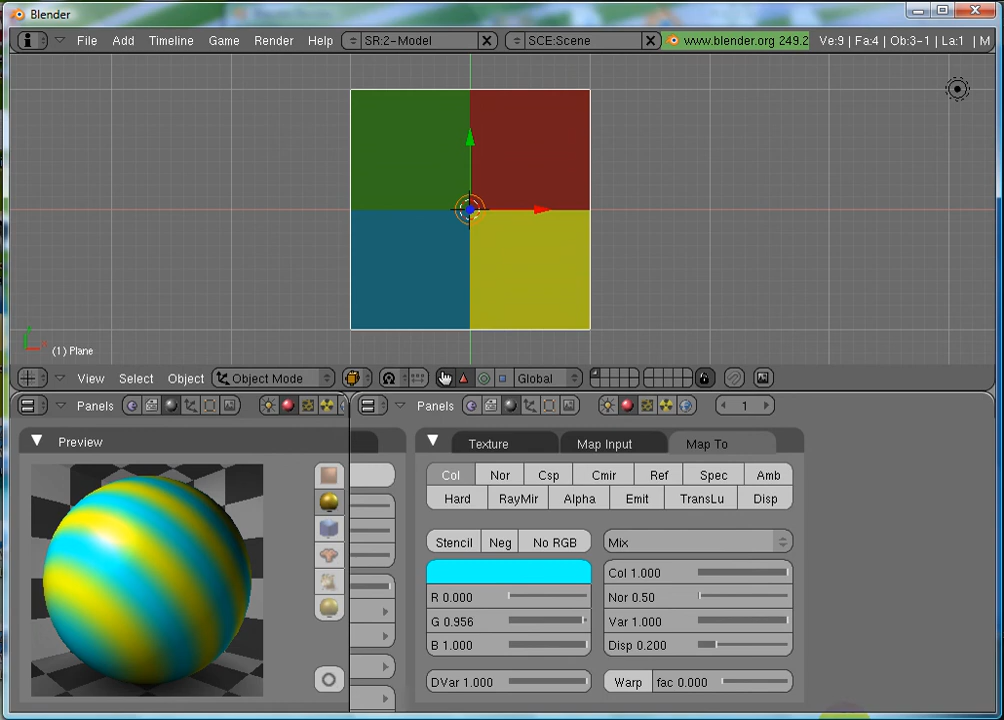 Blender
File Add Timeline Game Render Help SR:2-Model SCE:Scene www.blender.org 249.2 Ve:9 | Fa:4 | Ob:3-1 | La:1 | M
(1) Plane
View Select Object Object Mode Global
Panels Panels 1
Preview
Texture Map Input Map To
Col Nor Csp Cmir Ref Spec Amb
Hard RayMir Alpha Emit TransLu Disp
Stencil Neg No RGB Mix
Col 1.000
R 0.000 Nor 0.50
G 0.956 Var 1.000
B 1.000 Disp 0.200
DVar 1.000 Warp fac 0.000